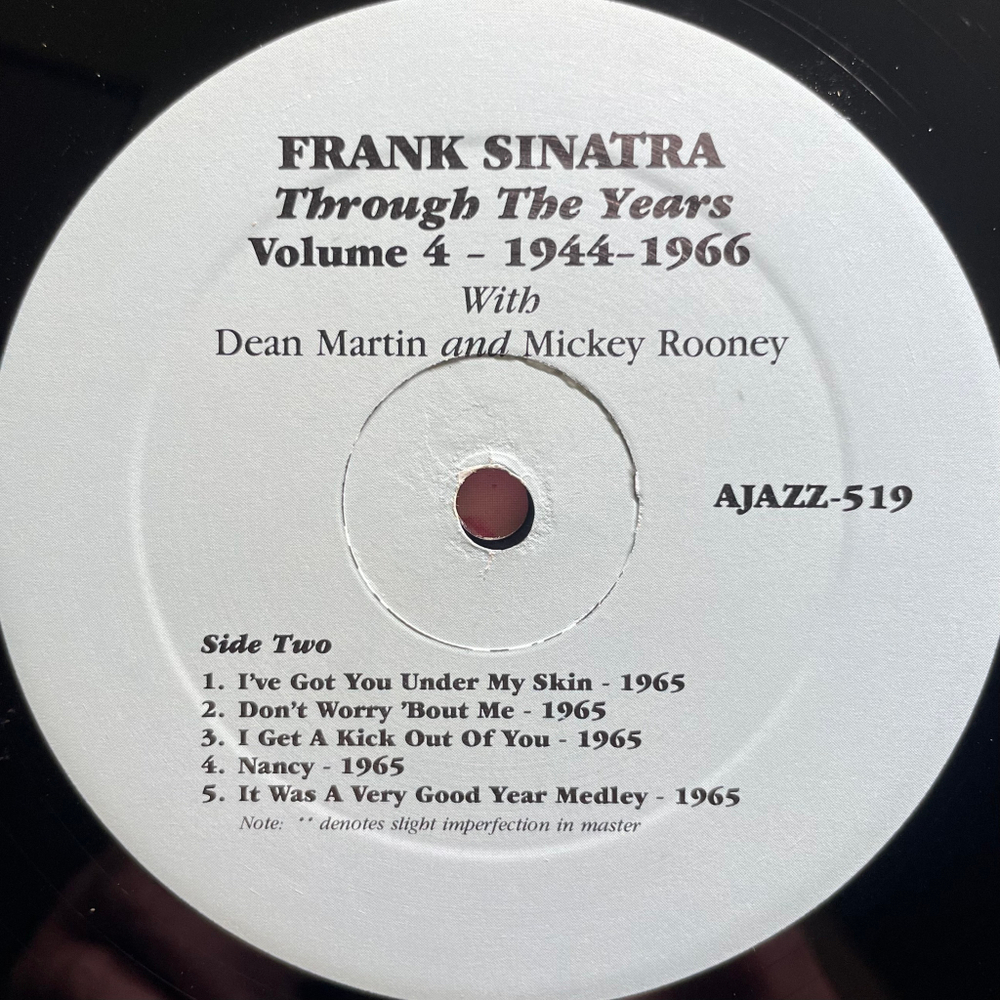 FRANK SINATRA
Through The Years
Volume 4 - 1944-1966
With
Dean Martin and Mickey Rooney
AJAZZ-519
Side Two
1. I've Got You Under My Skin - 1965
2. Don't Worry 'Bout Me - 1965
3. I Get A Kick Out Of You - 1965
4. Nancy - 1965
5. It Was A Very Good Year Medley - 1965
Note: ** denotes slight imperfection in master